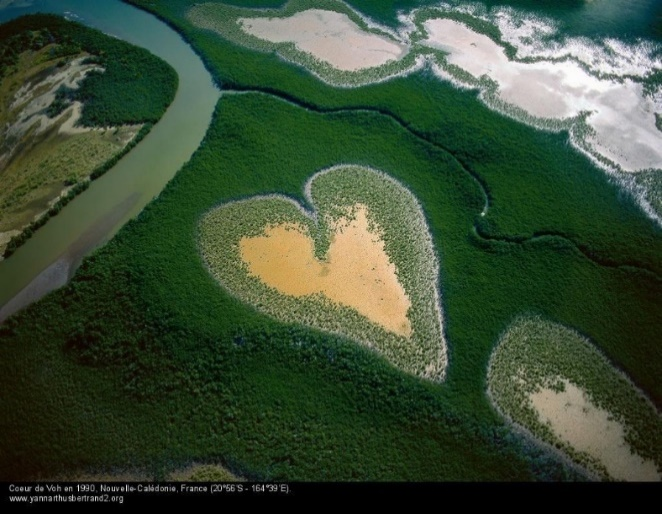 Coeur de Voh en 1990, Nouvelle-Calédonie, France (20°56'S - 164°39'E).
www.yannarthusbertrand2.org